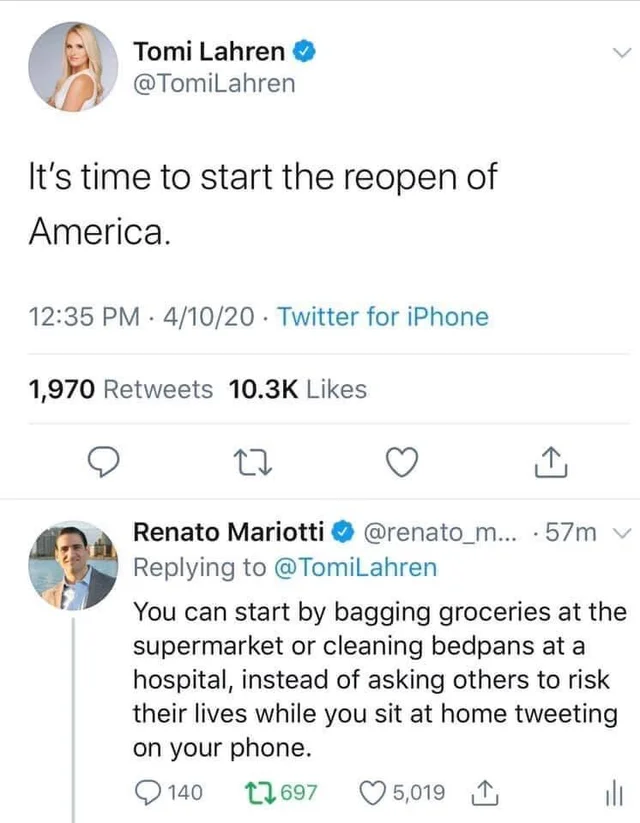 Tomi Lahren
@TomiLahren
It's time to start the reopen of
America.
12:35 PM · 4/10/20 · Twitter for iPhone
1,970 Retweets 10.3K Likes
Renato Mariotti @renato_m... · 57m
Replying to @TomiLahren
You can start by bagging groceries at the
supermarket or cleaning bedpans at a
hospital, instead of asking others to risk
their lives while you sit at home tweeting
on your phone.
140 697 5,019